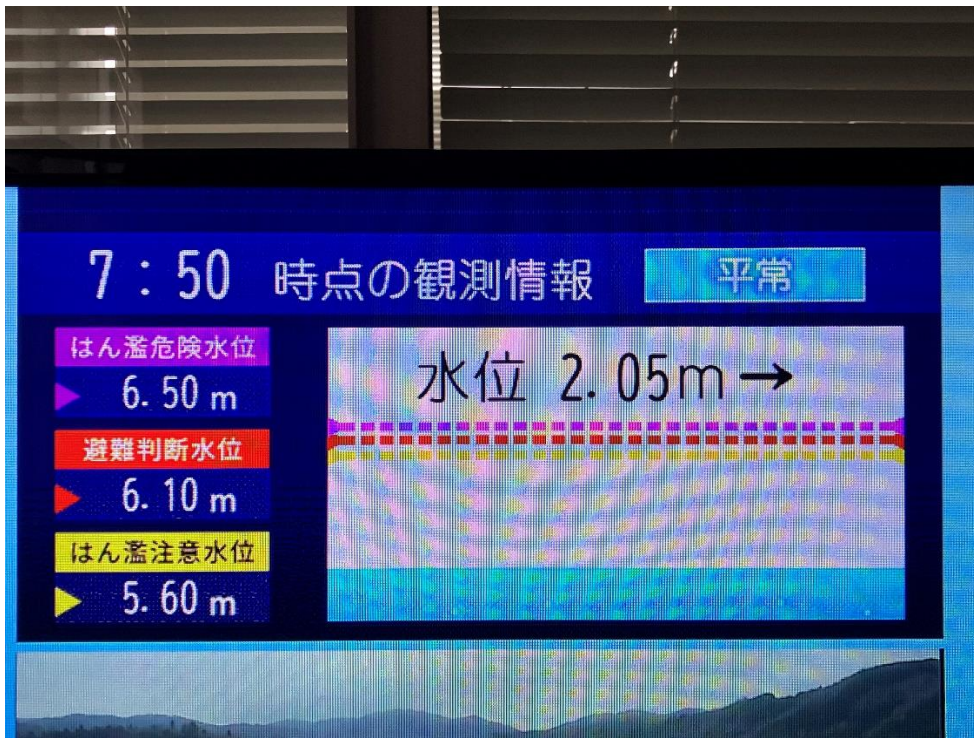 7:50 時点の観測情報 平常
はん濫危険水位
6.50 m
避難判断水位
6.10 m
はん濫注意水位
5.60 m
水位 2.05m→